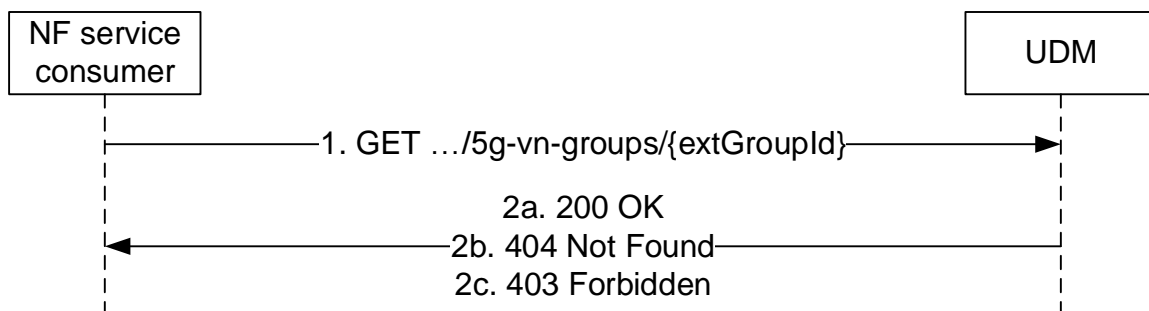 NF service
consumer
UDM
1. GET …/5g-vn-groups/{extGroupId}
2a. 200 OK
2b. 404 Not Found
2c. 403 Forbidden